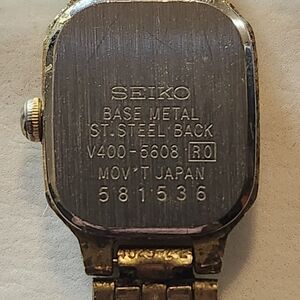 SEIKO
BASE METAL
ST. STEEL BACK
V400-5608 R0
MOV'T JAPAN
581536